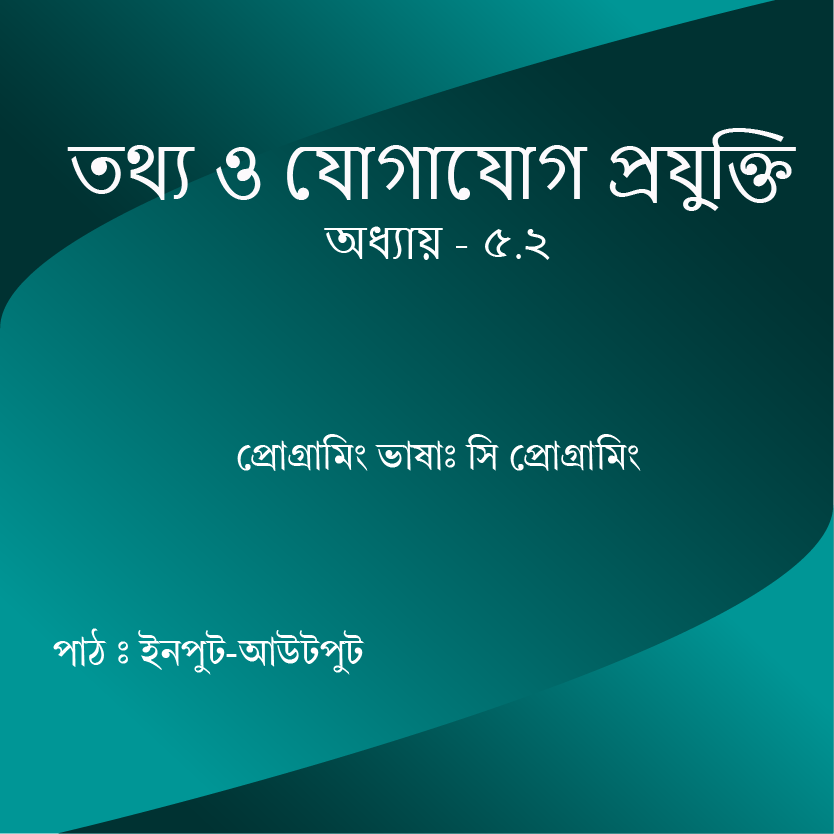 তথ্য ও যোগাযোগ প্রযুক্তি
অধ্যায় - ৫.২
প্রোগ্রামিং ভাষাঃ সি প্রোগ্রামিং
পাঠ ঃ ইনপুট-আউটপুট